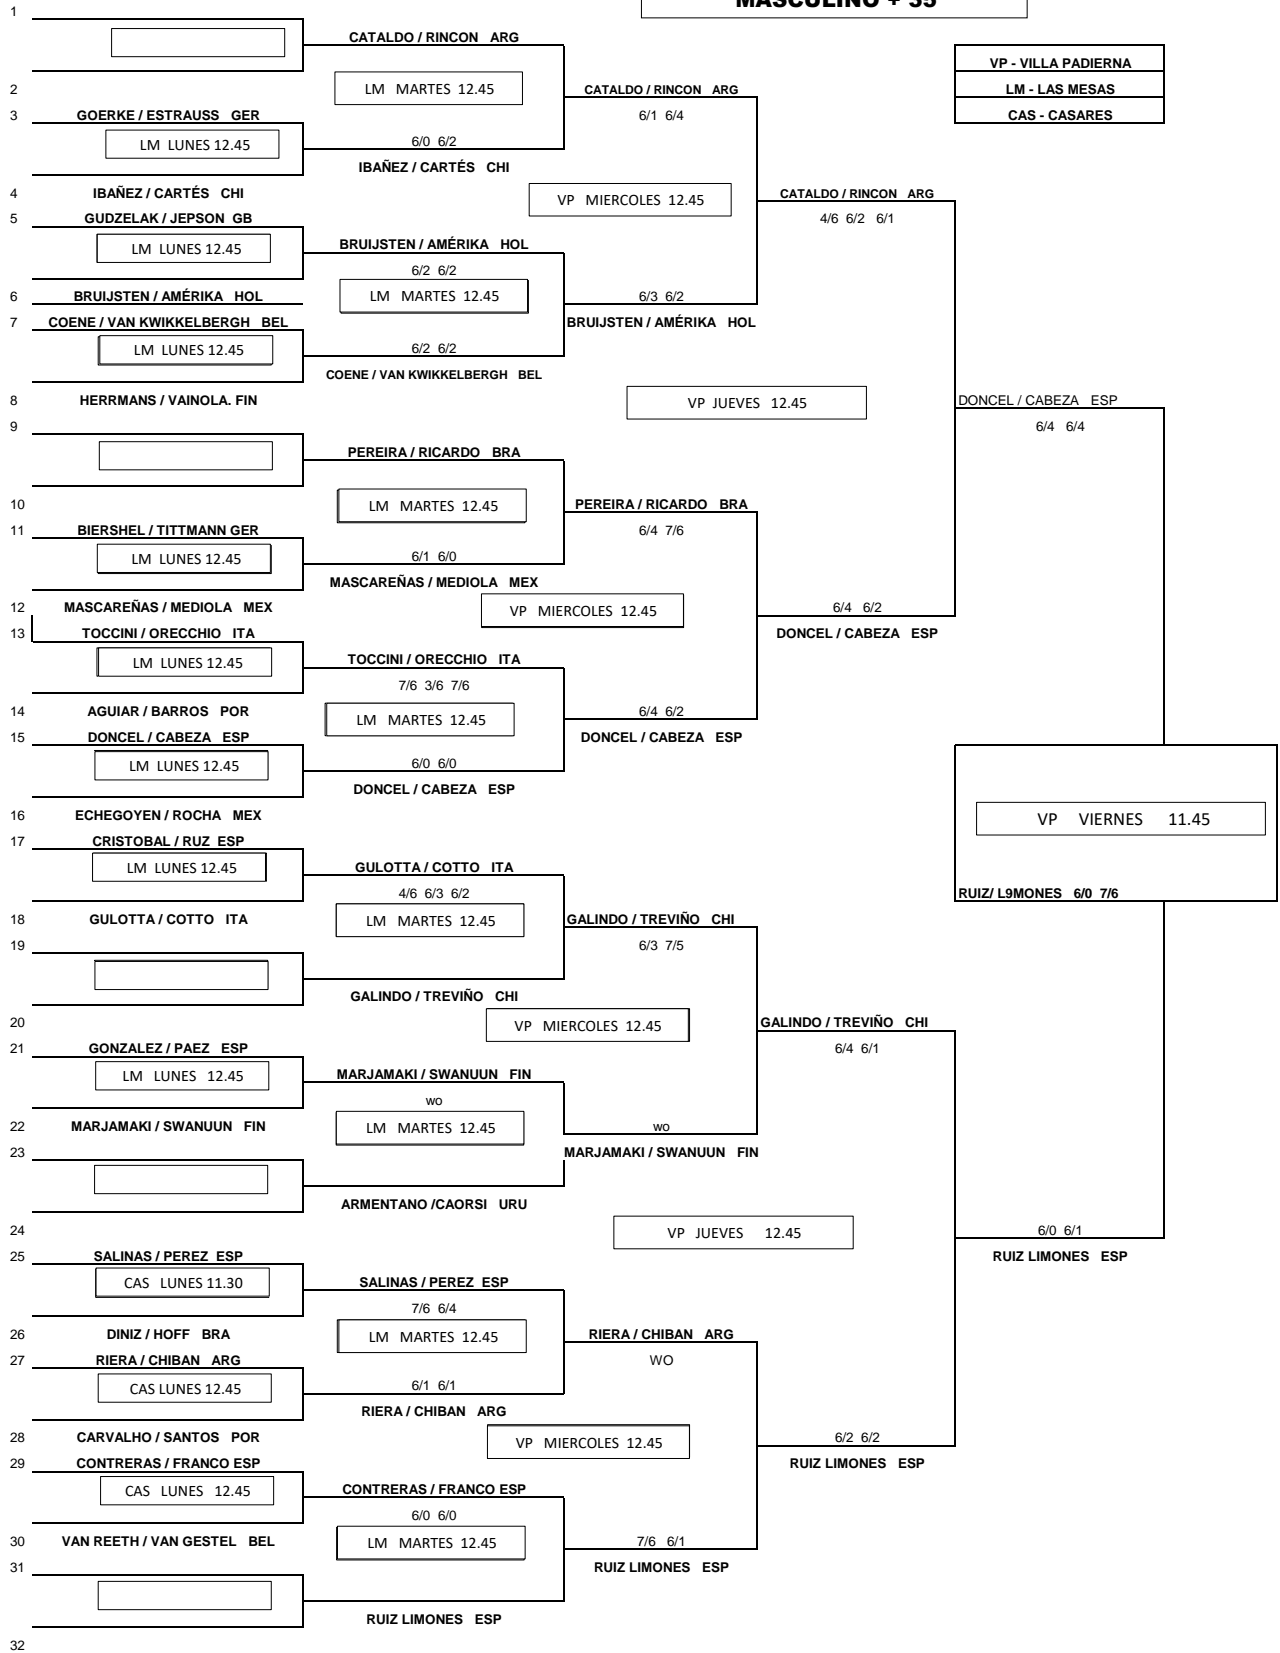 MASCULINO + 35
1
CATALDO / RINCON ARG
VP - VILLA PADIERNA
2
LM MARTES 12.45
CATALDO / RINCON ARG
LM - LAS MESAS
3
GOERKE / ESTRAUSS GER
6/1 6/4
CAS - CASARES
LM LUNES 12.45
6/0 6/2
IBAÑEZ / CARTÉS CHI
4
IBAÑEZ / CARTÉS CHI
VP MIERCOLES 12.45
CATALDO / RINCON ARG
5
GUDZELAK / JEPSON GB
4/6 6/2 6/1
LM LUNES 12.45
BRUIJSTEN / AMÉRIKA HOL
6/2 6/2
6
BRUIJSTEN / AMÉRIKA HOL
LM MARTES 12.45
6/3 6/2
7
COENE / VAN KWIKKELBERGH BEL
BRUIJSTEN / AMÉRIKA HOL
LM LUNES 12.45
6/2 6/2
COENE / VAN KWIKKELBERGH BEL
8
HERRMANS / VAINOLA. FIN
VP JUEVES 12.45
DONCEL / CABEZA ESP
9
6/4 6/4
PEREIRA / RICARDO BRA
10
LM MARTES 12.45
PEREIRA / RICARDO BRA
11
BIERSHEL / TITTMANN GER
6/4 7/6
LM LUNES 12.45
6/1 6/0
MASCAREÑAS / MEDIOLA MEX
12
MASCAREÑAS / MEDIOLA MEX
VP MIERCOLES 12.45
6/4 6/2
13
TOCCINI / ORECCHIO ITA
DONCEL / CABEZA ESP
LM LUNES 12.45
TOCCINI / ORECCHIO ITA
7/6 3/6 7/6
14
AGUIAR / BARROS POR
LM MARTES 12.45
6/4 6/2
15
DONCEL / CABEZA ESP
DONCEL / CABEZA ESP
LM LUNES 12.45
6/0 6/0
DONCEL / CABEZA ESP
16
ECHEGOYEN / ROCHA MEX
VP VIERNES 11.45
17
CRISTOBAL / RUZ ESP
LM LUNES 12.45
GULOTTA / COTTO ITA
4/6 6/3 6/2
RUIZ/ L9MONES 6/0 7/6
18
GULOTTA / COTTO ITA
LM MARTES 12.45
GALINDO / TREVIÑO CHI
19
6/3 7/5
GALINDO / TREVIÑO CHI
20
VP MIERCOLES 12.45
GALINDO / TREVIÑO CHI
21
GONZALEZ / PAEZ ESP
6/4 6/1
LM LUNES 12.45
MARJAMAKI / SWANUUN FIN
wo
22
MARJAMAKI / SWANUUN FIN
LM MARTES 12.45
wo
23
MARJAMAKI / SWANUUN FIN
ARMENTANO /CAORSI URU
24
VP JUEVES 12.45
6/0 6/1
25
SALINAS / PEREZ ESP
RUIZ LIMONES ESP
CAS LUNES 11.30
SALINAS / PEREZ ESP
7/6 6/4
26
DINIZ / HOFF BRA
LM MARTES 12.45
RIERA / CHIBAN ARG
27
RIERA / CHIBAN ARG
WO
CAS LUNES 12.45
6/1 6/1
RIERA / CHIBAN ARG
28
CARVALHO / SANTOS POR
VP MIERCOLES 12.45
6/2 6/2
29
CONTRERAS / FRANCO ESP
RUIZ LIMONES ESP
CAS LUNES 12.45
CONTRERAS / FRANCO ESP
6/0 6/0
30
VAN REETH / VAN GESTEL BEL
LM MARTES 12.45
7/6 6/1
31
RUIZ LIMONES ESP
RUIZ LIMONES ESP
32